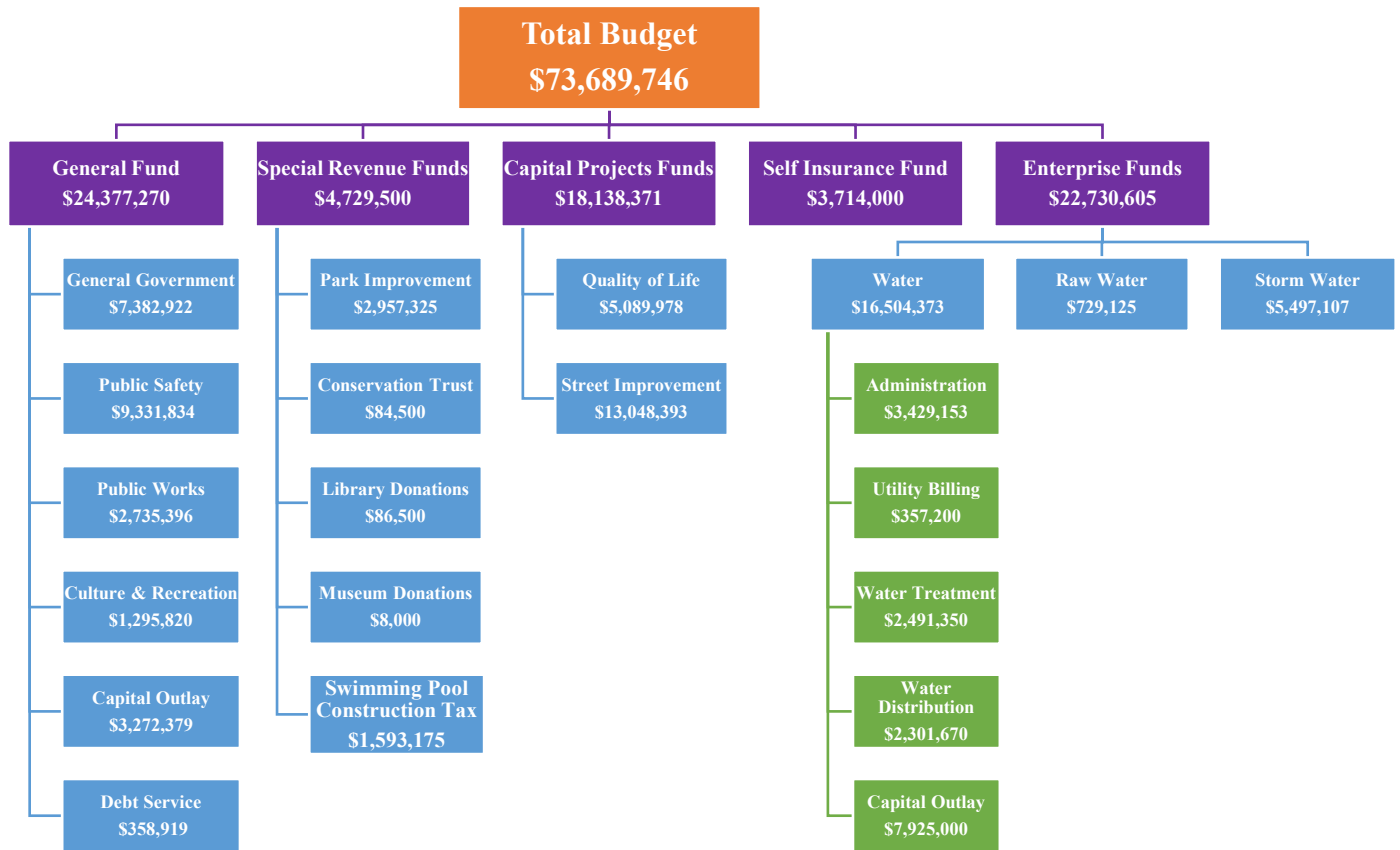 Total Budget
$73,689,746
General Fund
$24,377,270
Special Revenue Funds
$4,729,500
Capital Projects Funds
$18,138,371
Self Insurance Fund
$3,714,000
Enterprise Funds
$22,730,605
General Government
$7,382,922
Public Safety
$9,331,834
Public Works
$2,735,396
Culture & Recreation
$1,295,820
Capital Outlay
$3,272,379
Debt Service
$358,919
Park Improvement
$2,957,325
Conservation Trust
$84,500
Library Donations
$86,500
Museum Donations
$8,000
Swimming Pool
Construction Tax
$1,593,175
Quality of Life
$5,089,978
Street Improvement
$13,048,393
Water
$16,504,373
Raw Water
$729,125
Storm Water
$5,497,107
Administration
$3,429,153
Utility Billing
$357,200
Water Treatment
$2,491,350
Water
Distribution
$2,301,670
Capital Outlay
$7,925,000